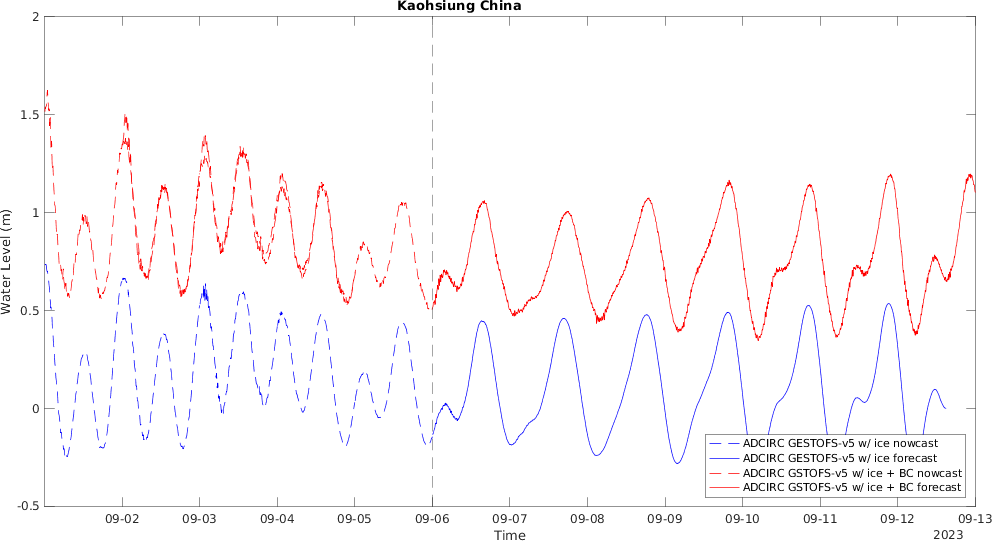 Kaohsiung China
2
1.5
1
0.5
0
-0.5
Water Level (m)
09-02 09-03 09-04 09-05 09-06 09-07 09-08 09-09 09-10 09-11 09-12 09-13
Time
2023
ADCIRC GESTOFS-v5 w/ ice nowcast
ADCIRC GESTOFS-v5 w/ ice forecast
ADCIRC GSTOFS-v5 w/ ice + BC nowcast
ADCIRC GSTOFS-v5 w/ ice + BC forecast